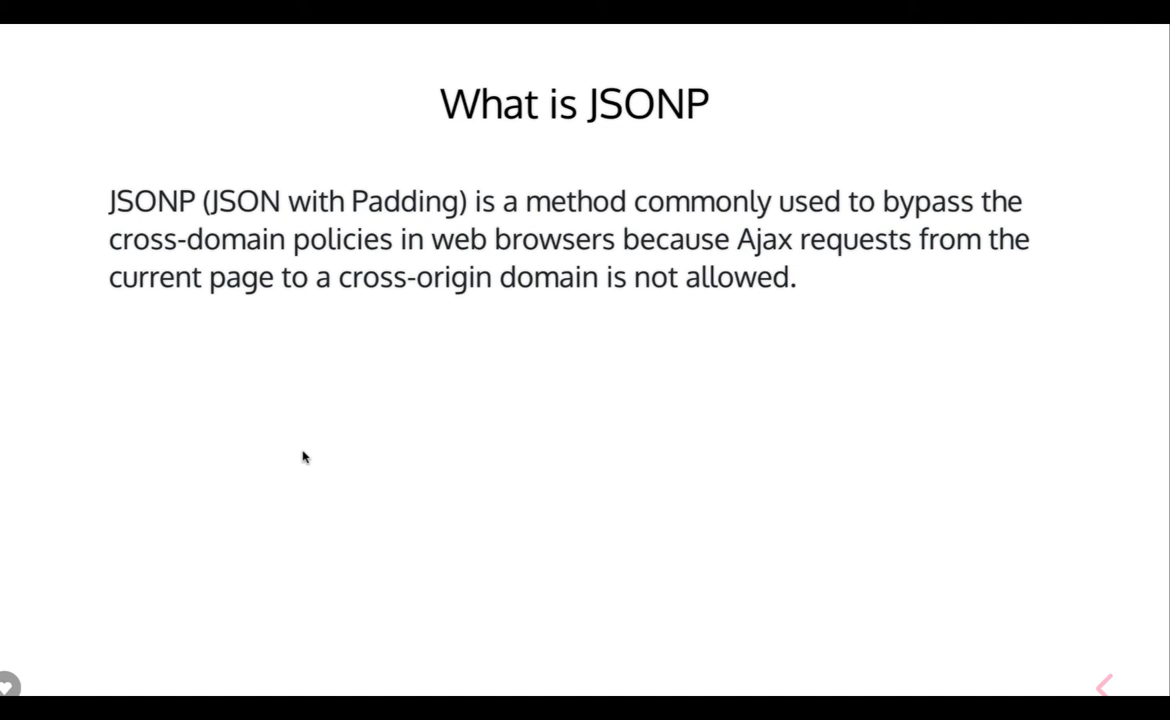 What is JSONP
JSONP (JSON with Padding) is a method commonly used to bypass the
cross-domain policies in web browsers because Ajax requests from the
current page to a cross-origin domain is not allowed.